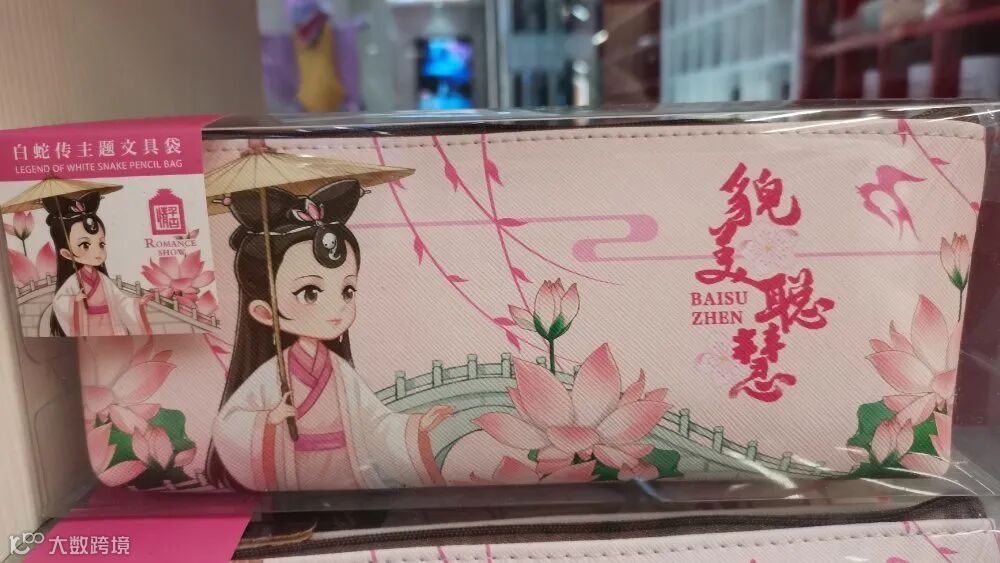 白蛇传主题文具袋
LEGEND OF WHITE SNAKE PENCIL BAG
ROMANCE
SHOW
貌美
聪慧
BAISU
ZHEN
大数跨境